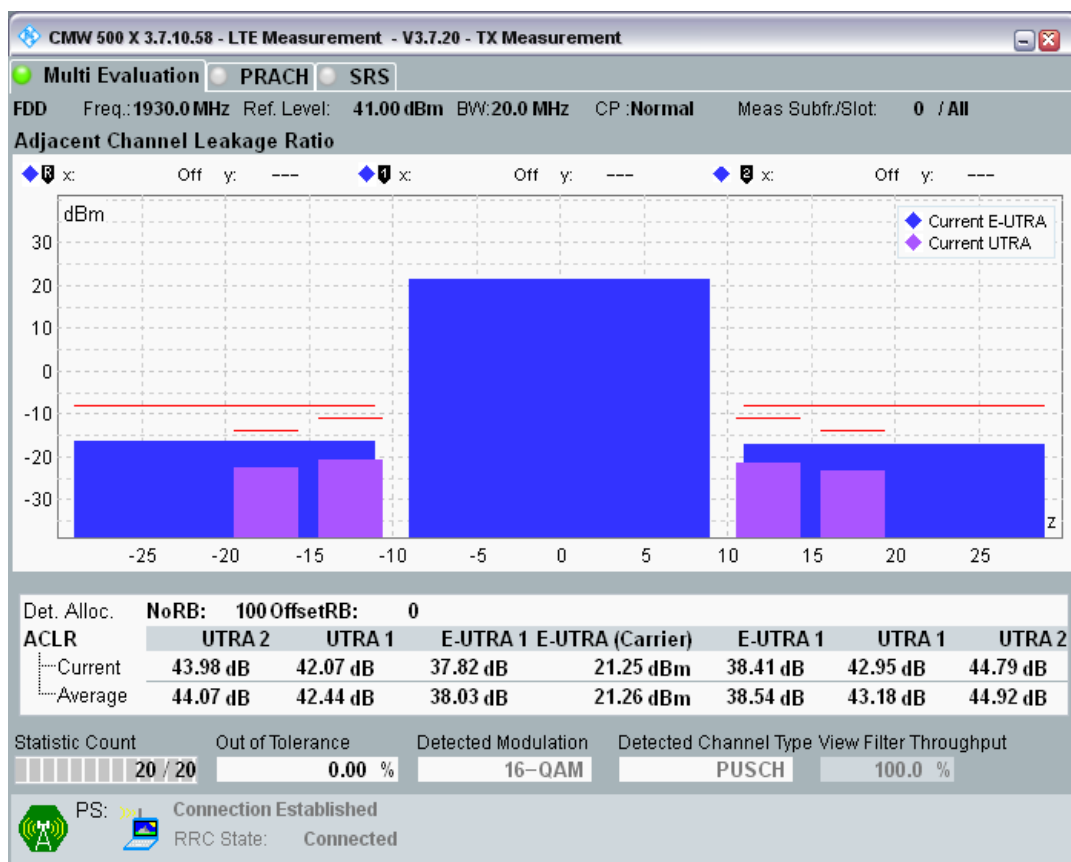 CMW 500 X 3.7.10.58 - LTE Measurement - V3.7.20 - TX Measurement
Multi Evaluation PRACH SRS
FDD Freq.: 1930.0 MHz Ref. Level: 41.00 dBm BW: 20.0 MHz CP : Normal Meas Subfr./Slot: 0 / All
Adjacent Channel Leakage Ratio
R x: Off y: --- 1 x: Off y: --- 2 x: Off y: ---
dBm
Current E-UTRA
Current UTRA
30
20
10
0
-10
-20
-30
z
-25 -20 -15 -10 -5 0 5 10 15 20 25
Det. Alloc. NoRB: 100 OffsetRB: 0
ACLR UTRA 2 UTRA 1 E-UTRA 1 E-UTRA (Carrier) E-UTRA 1 UTRA 1 UTRA 2
Current 43.98 dB 42.07 dB 37.82 dB 21.25 dBm 38.41 dB 42.95 dB 44.79 dB
Average 44.07 dB 42.44 dB 38.03 dB 21.26 dBm 38.54 dB 43.18 dB 44.92 dB
Statistic Count Out of Tolerance Detected Modulation Detected Channel Type View Filter Throughput
20 / 20 0.00 % 16-QAM PUSCH 100.0 %
PS: Connection Established
RRC State: Connected